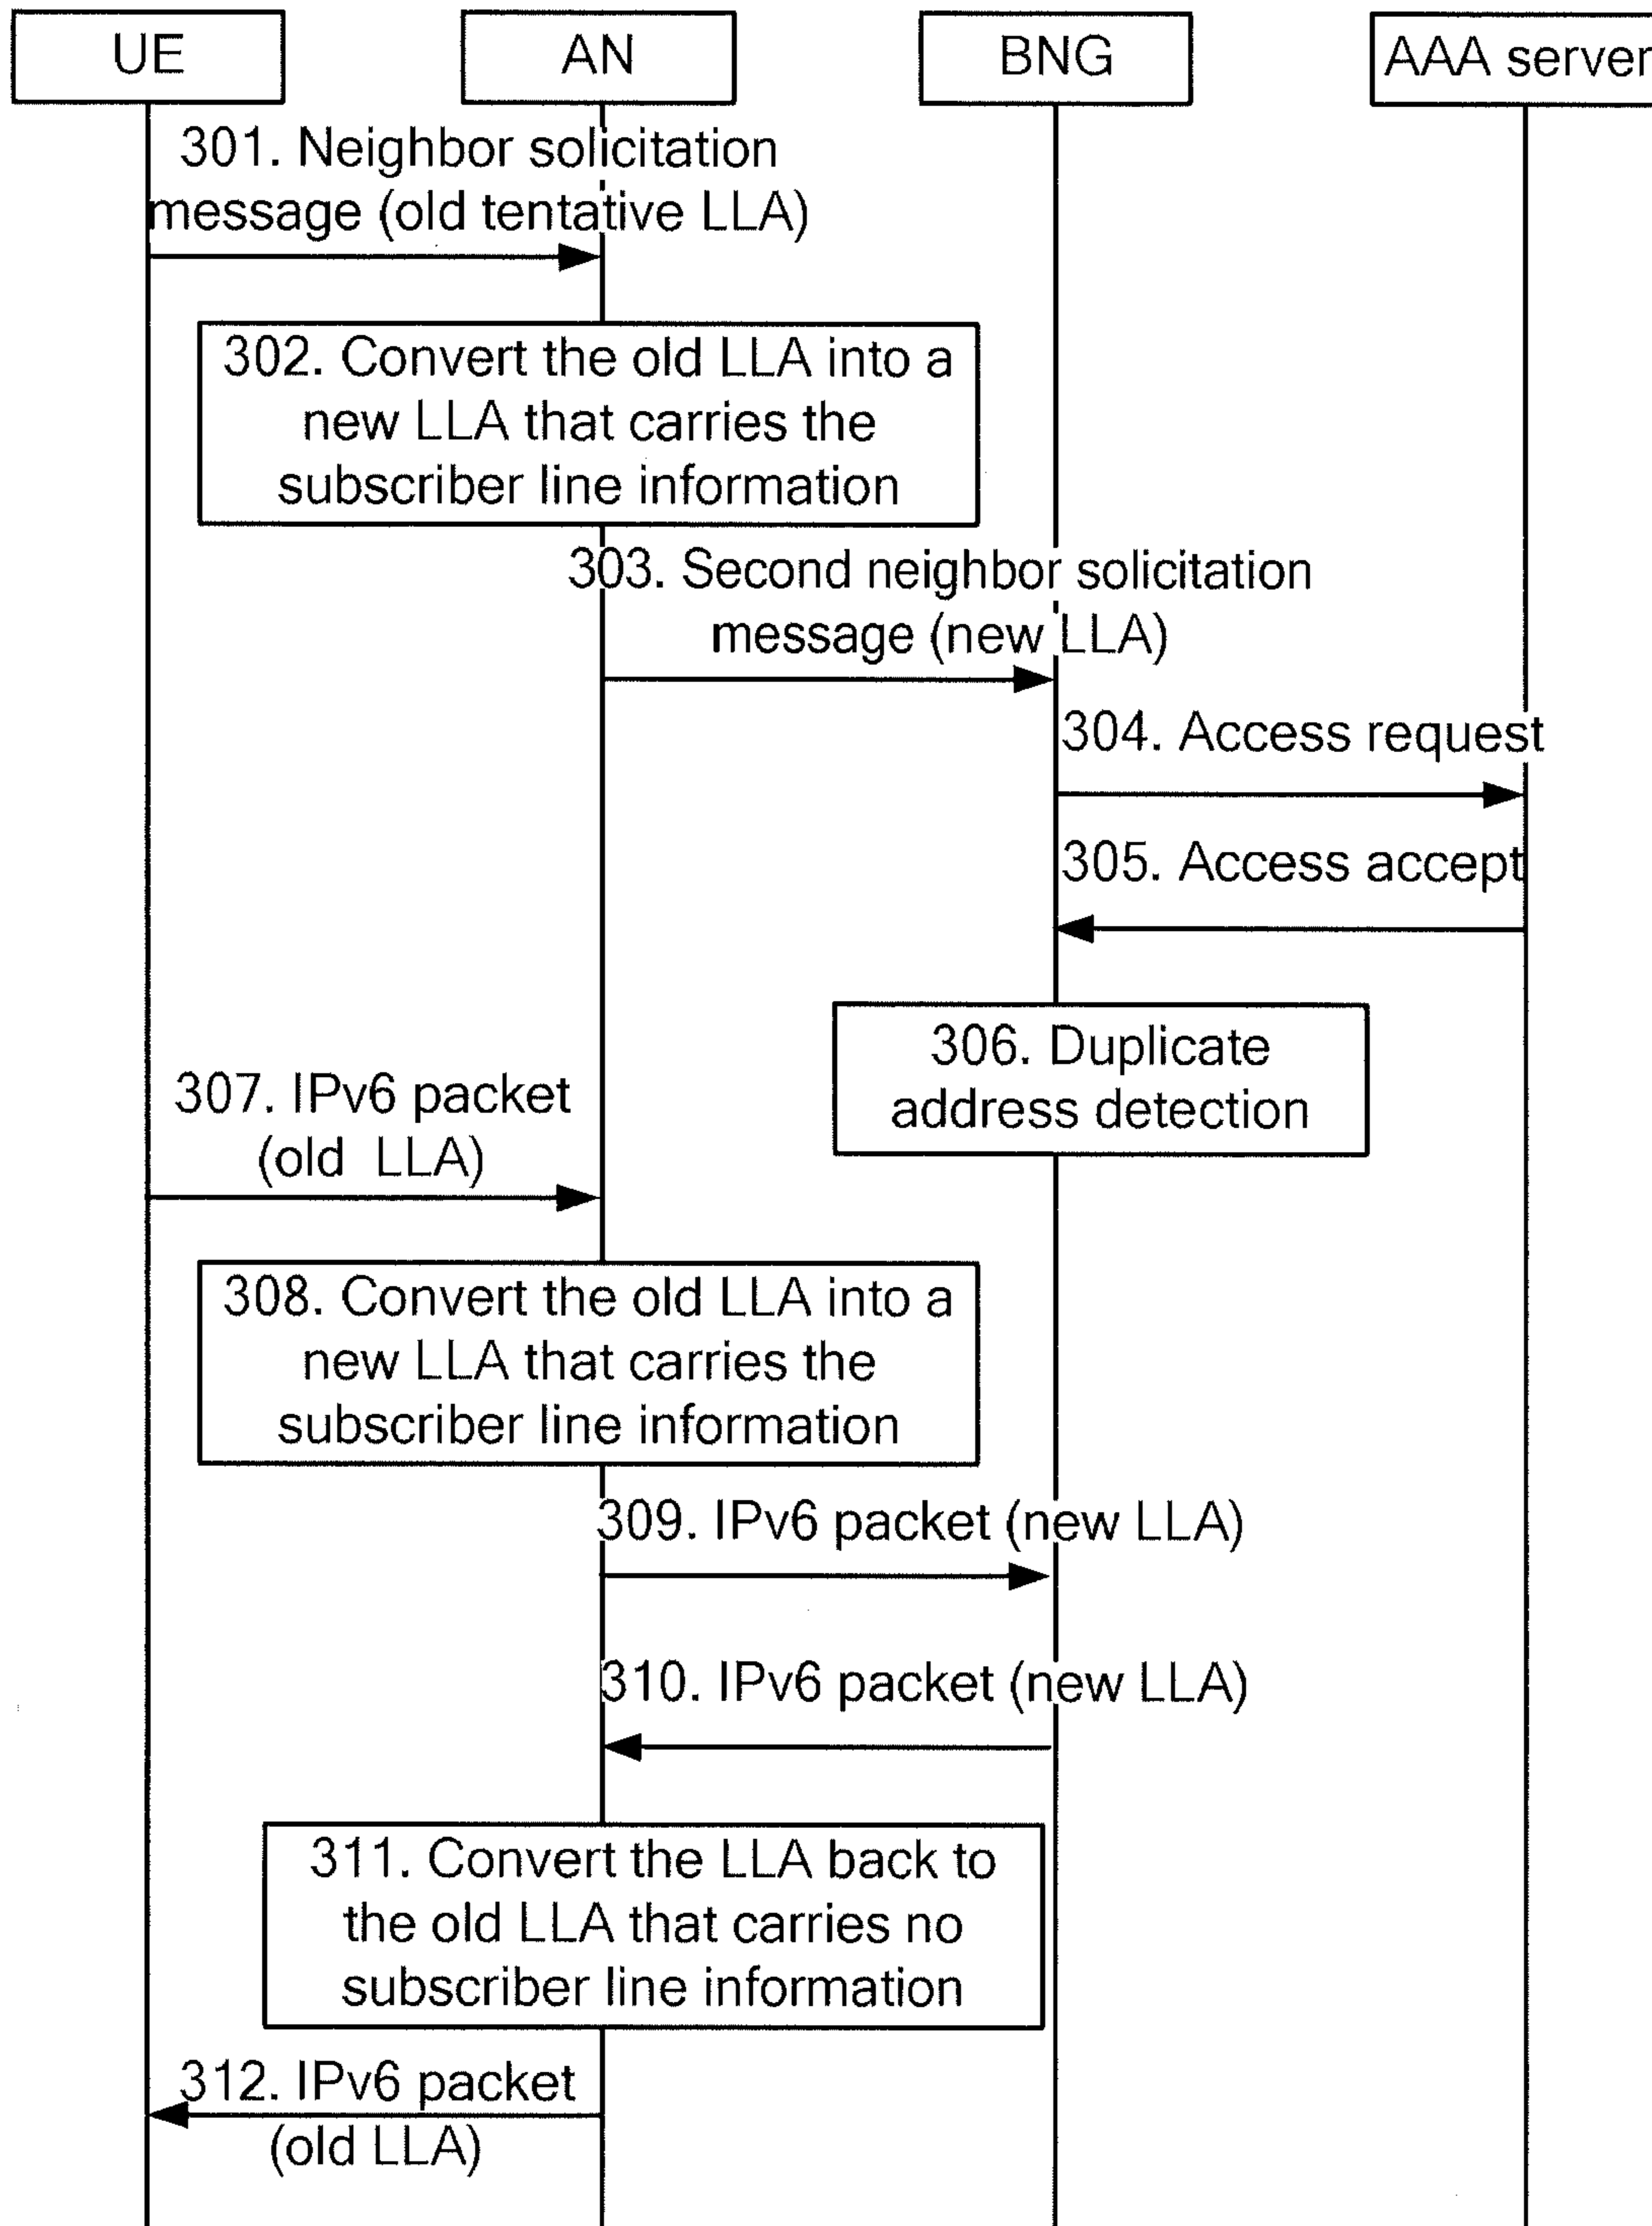 UE
AN
BNG
AAA server
301. Neighbor solicitation
message (old tentative LLA)
302. Convert the old LLA into a
new LLA that carries the
subscriber line information
303. Second neighbor solicitation
message (new LLA)
304. Access request
305. Access accept
306. Duplicate
address detection
307. IPv6 packet
(old LLA)
308. Convert the old LLA into a
new LLA that carries the
subscriber line information
309. IPv6 packet (new LLA)
310. IPv6 packet (new LLA)
311. Convert the LLA back to
the old LLA that carries no
subscriber line information
312. IPv6 packet
(old LLA)